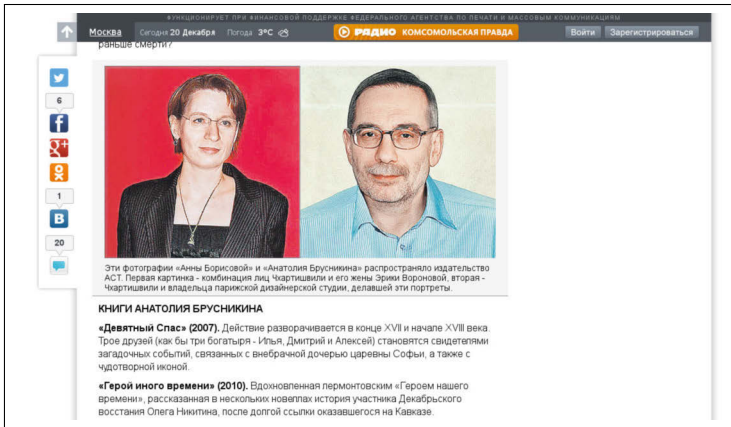 ФУНКЦИОНИРУЕТ ПРИ ФИНАНСОВОЙ ПОДДЕРЖКЕ ФЕДЕРАЛЬНОГО АГЕНТСТВА ПО ПЕЧАТИ И МАССОВЫМ КОММУНИКАЦИЯМ
Москва Сегодня 20 Декабря Погода 3°C РАДИО КОМСОМОЛЬСКАЯ ПРАВДА Войти Зарегистрироваться
раньше смерти?
6
f
g+
1
В
20
Эти фотографии «Анны Борисовой» и «Анатолия Брусникина» распространяло издательство
АСТ. Первая картинка - комбинация лиц Чхартишвили и его жены Эрики Вороновой, вторая -
Чхартишвили и владельца парижской дизайнерской студии, делавшей эти портреты.
КНИГИ АНАТОЛИЯ БРУСНИКИНА
«Девятный Спас» (2007). Действие разворачивается в конце XVII и начале XVIII века.
Трое друзей (как бы три богатыря - Илья, Дмитрий и Алексей) становятся свидетелями
загадочных событий, связанных с внебрачной дочерью царевны Софьи, а также с
чудотворной иконой.
«Герой иного времени» (2010). Вдохновленная лермонтовским «Героем нашего
времени», рассказанная в нескольких новеллах история участника Декабрьского
восстания Олега Никитина, после долгой ссылки оказавшегося на Кавказе.